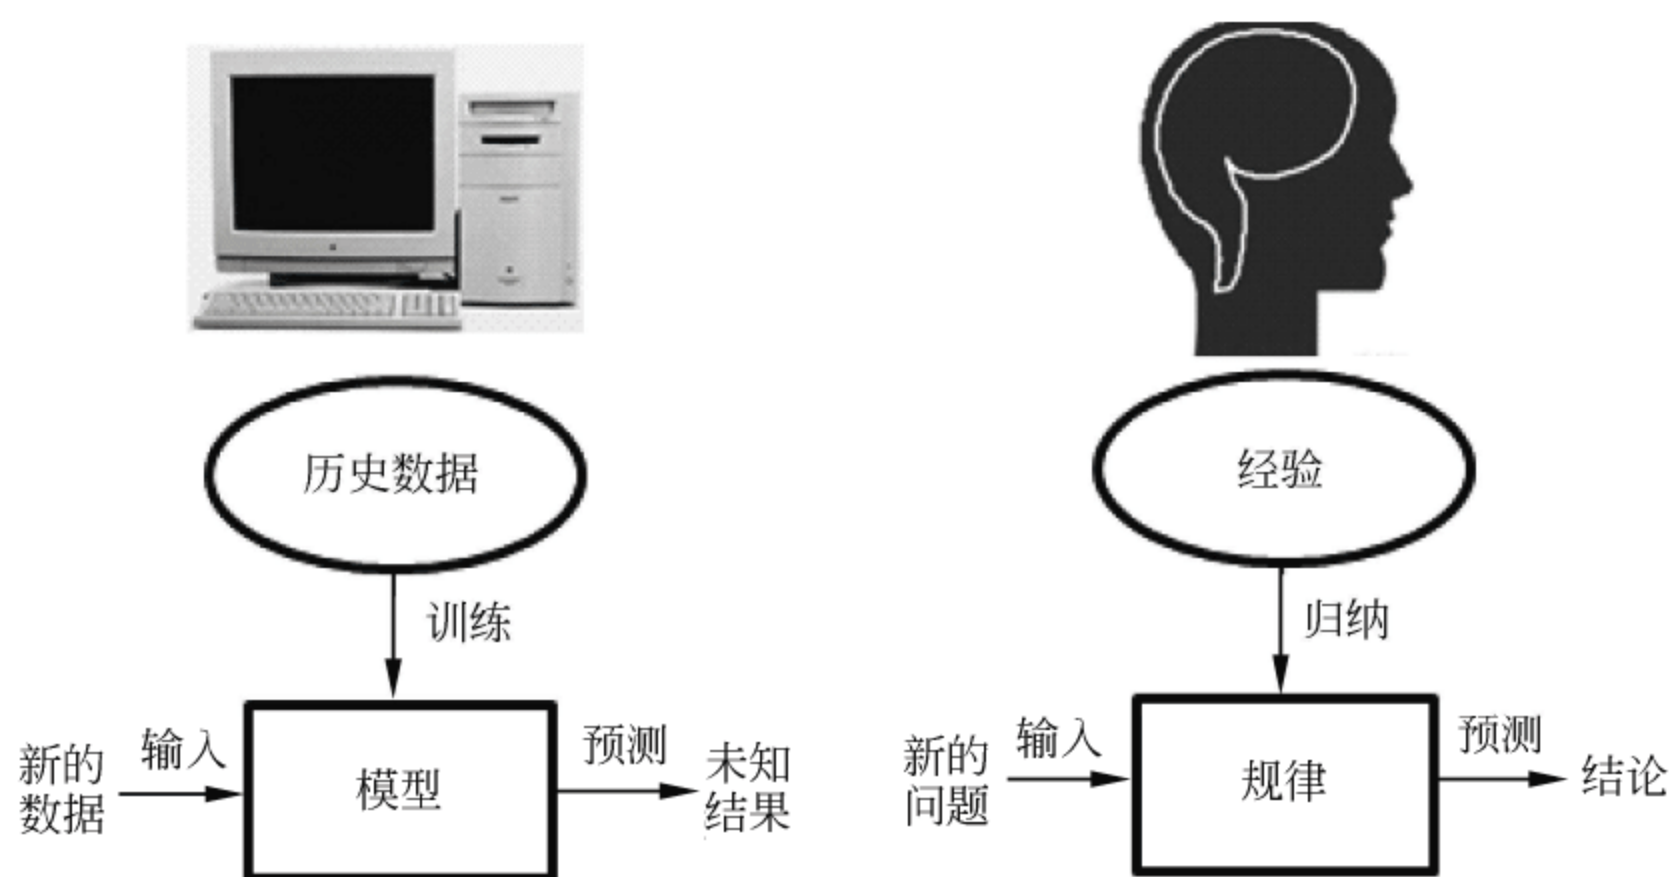 历史数据
训练
新的
数据
输入
模型
预测
未知
结果
经验
归纳
新的
问题
输入
规律
预测
结论